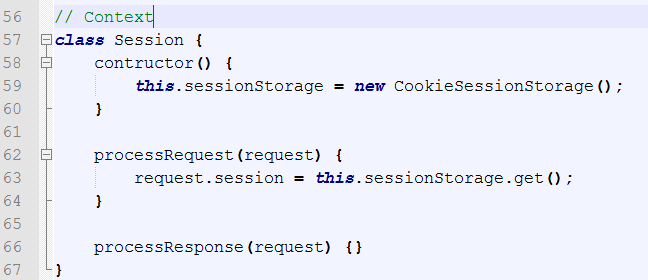 56 // Context
57 class Session {
58     contructor() {
59         this.sessionStorage = new CookieSessionStorage();
60     }
61
62     processRequest(request) {
63         request.session = this.sessionStorage.get();
64     }
65
66     processResponse(request) {}
67 }